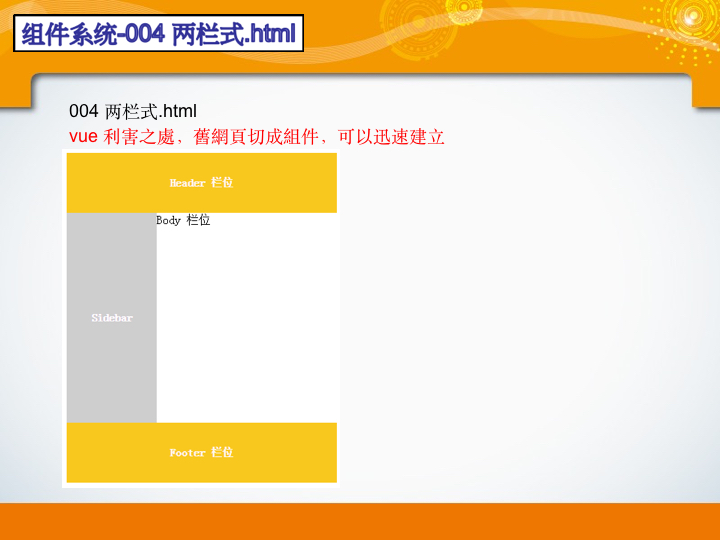 组件系统-004 两栏式.html
004 两栏式.html
vue 利害之處，舊網頁切成組件，可以迅速建立
Header 栏位
Body 栏位
Sidebar
Footer 栏位